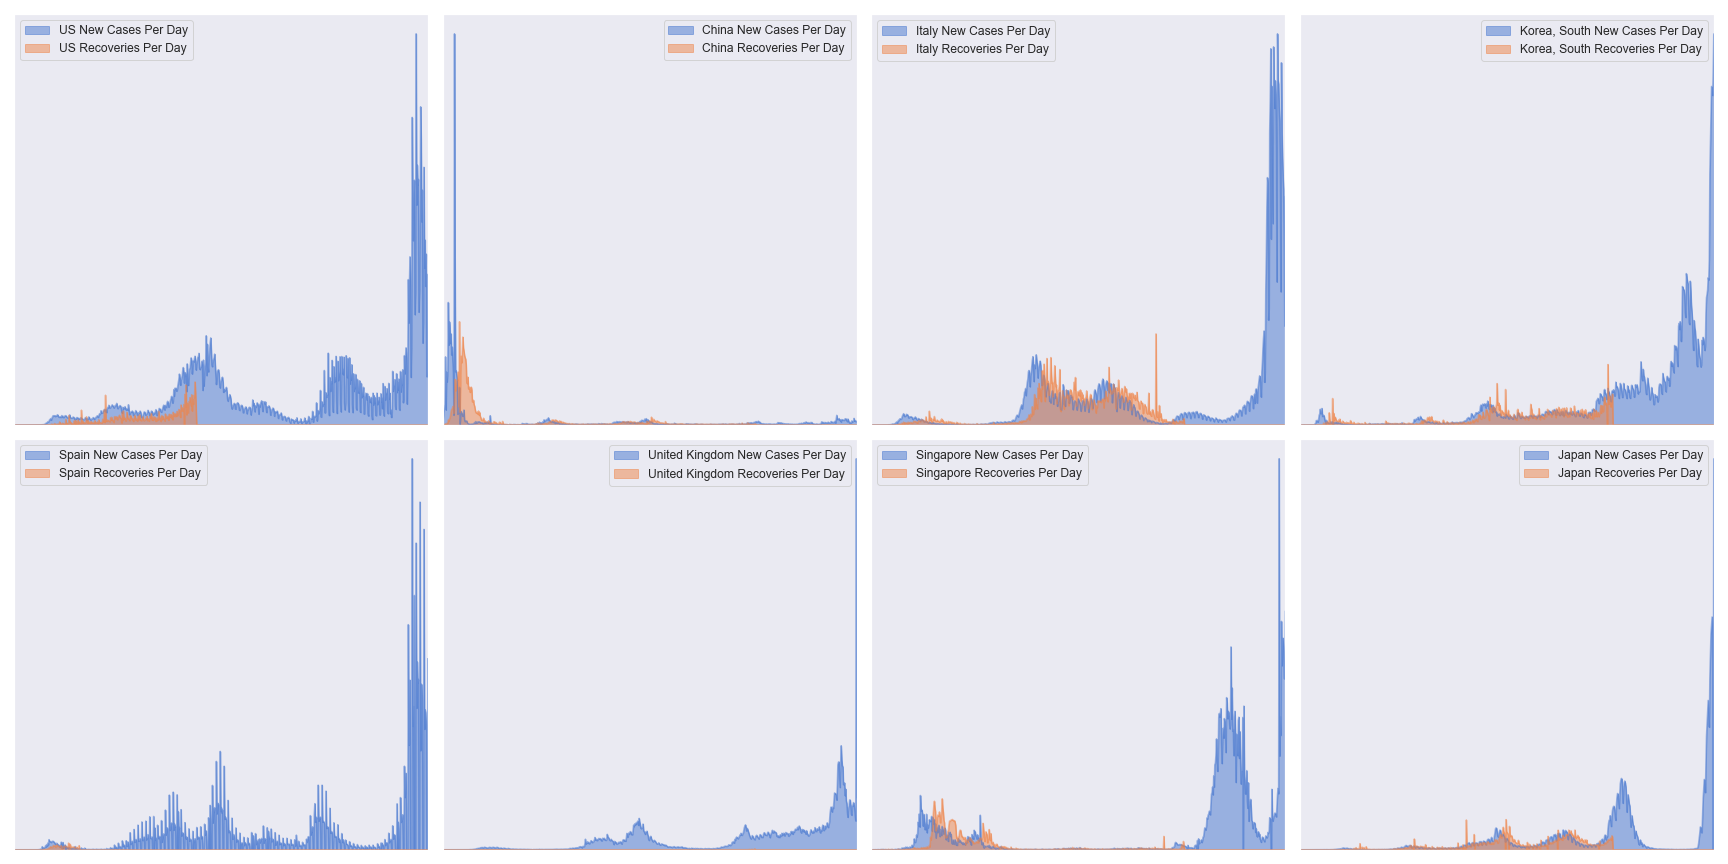 US New Cases Per Day
US Recoveries Per Day
China New Cases Per Day
China Recoveries Per Day
Italy New Cases Per Day
Italy Recoveries Per Day
Korea, South New Cases Per Day
Korea, South Recoveries Per Day
Spain New Cases Per Day
Spain Recoveries Per Day
United Kingdom New Cases Per Day
United Kingdom Recoveries Per Day
Singapore New Cases Per Day
Singapore Recoveries Per Day
Japan New Cases Per Day
Japan Recoveries Per Day